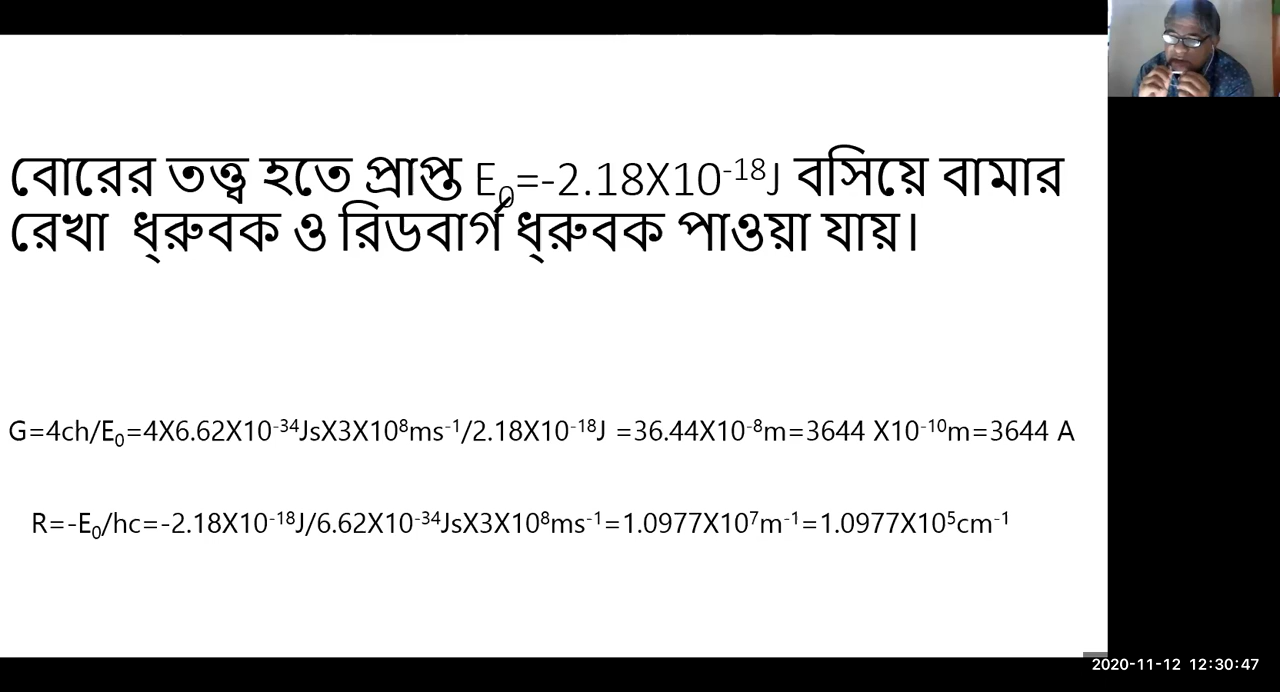 বোরের তত্ত্ব হতে প্রাপ্ত E₀=-2.18X10⁻¹⁸J বসিয়ে বামার
রেখা ধ্‌রুবক ও রিডবার্গ ধ্‌রুবক পাওয়া যায়।
G=4ch/E₀=4X6.62X10⁻³⁴JsX3X10⁸ms⁻¹/2.18X10⁻¹⁸J =36.44X10⁻⁸m=3644 X10⁻¹⁰m=3644 A
R=-E₀/hc=-2.18X10⁻¹⁸J/6.62X10⁻³⁴JsX3X10⁸ms⁻¹=1.0977X10⁷m⁻¹=1.0977X10⁵cm⁻¹
2020-11-12 12:30:47